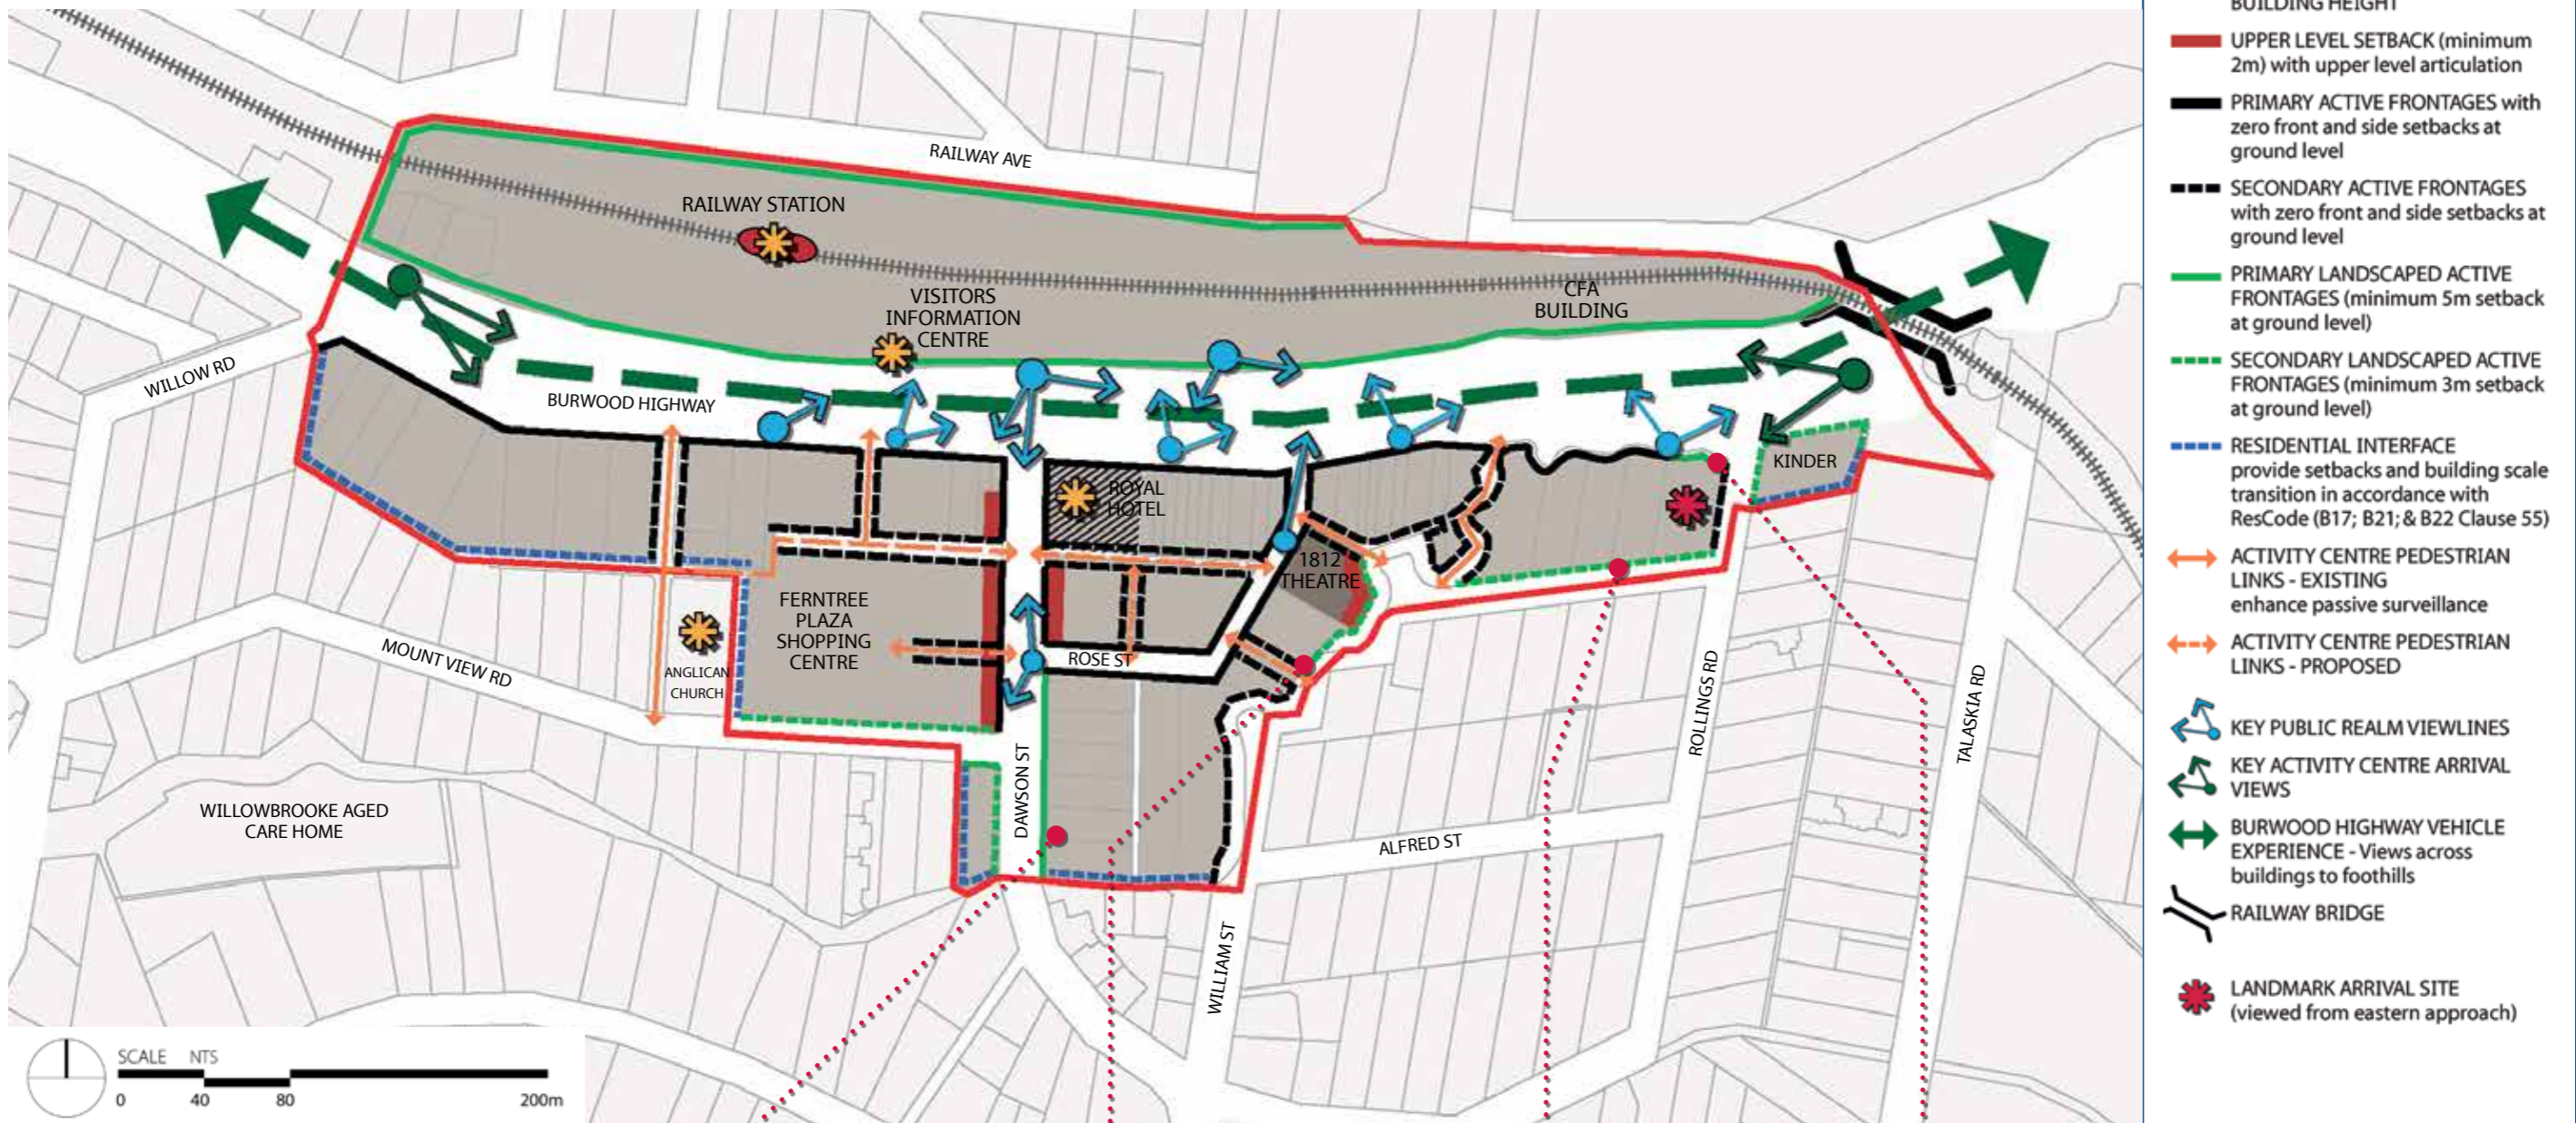 RAILWAY AVE
RAILWAY STATION
VISITORS
INFORMATION
CENTRE
CFA
BUILDING
WILLOW RD
BURWOOD HIGHWAY
ROYAL
HOTEL
KINDER
1812
THEATRE
FERNTREE
PLAZA
SHOPPING
CENTRE
ANGLICAN
CHURCH
MOUNT VIEW RD
ROSE ST
ROLLINGS RD
TALASKIA RD
DAWSON ST
WILLOWBROOKE AGED
CARE HOME
ALFRED ST
WILLIAM ST
SCALE NTS
0 40 80 200m
BUILDING HEIGHT
UPPER LEVEL SETBACK (minimum
2m) with upper level articulation
PRIMARY ACTIVE FRONTAGES with
zero front and side setbacks at
ground level
SECONDARY ACTIVE FRONTAGES
with zero front and side setbacks at
ground level
PRIMARY LANDSCAPED ACTIVE
FRONTAGES (minimum 5m setback
at ground level)
SECONDARY LANDSCAPED ACTIVE
FRONTAGES (minimum 3m setback
at ground level)
RESIDENTIAL INTERFACE
provide setbacks and building scale
transition in accordance with
ResCode (B17; B21; & B22 Clause 55)
ACTIVITY CENTRE PEDESTRIAN
LINKS - EXISTING
enhance passive surveillance
ACTIVITY CENTRE PEDESTRIAN
LINKS - PROPOSED
KEY PUBLIC REALM VIEWLINES
KEY ACTIVITY CENTRE ARRIVAL
VIEWS
BURWOOD HIGHWAY VEHICLE
EXPERIENCE - Views across
buildings to foothills
RAILWAY BRIDGE
LANDMARK ARRIVAL SITE
(viewed from eastern approach)